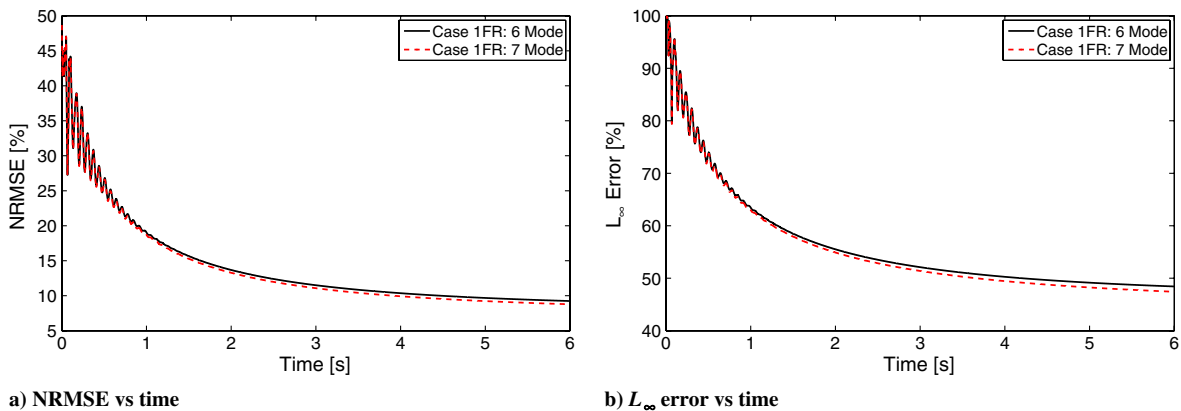 50
45
40
35
30
25
20
15
10
5
NRMSE [%]
0 1 2 3 4 5 6
Time [s]
Case 1FR: 6 Mode
Case 1FR: 7 Mode
a) NRMSE vs time
100
90
80
70
60
50
40
L∞ Error [%]
0 1 2 3 4 5 6
Time [s]
Case 1FR: 6 Mode
Case 1FR: 7 Mode
b) L∞ error vs time